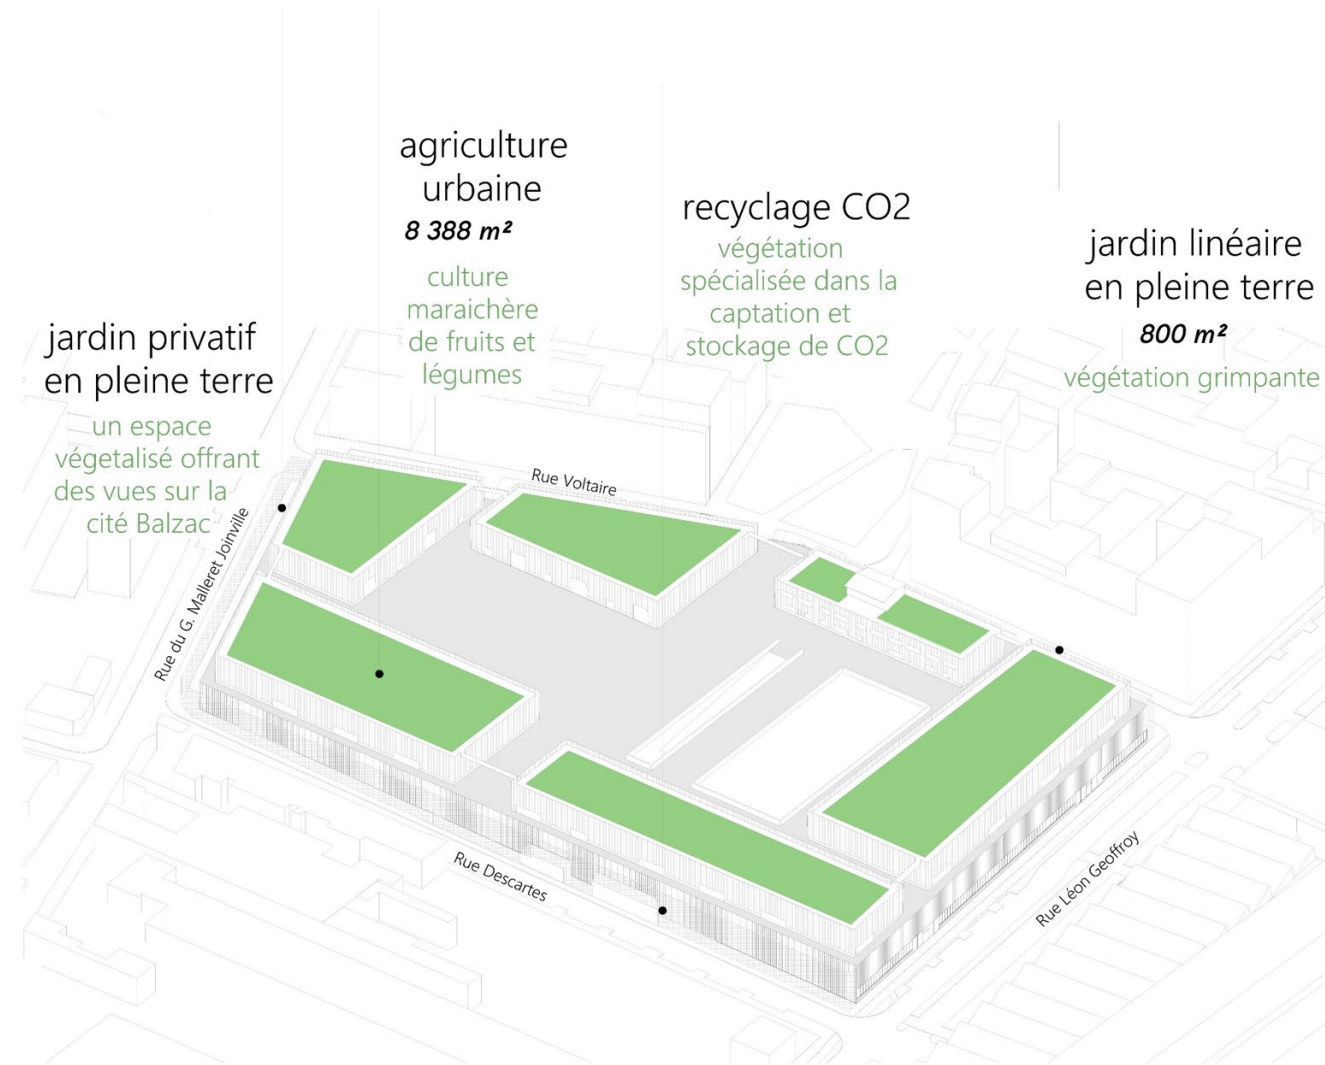 agriculture
urbaine
8 388 m²
culture
maraichère
de fruits et
légumes
recyclage CO2
végétation
spécialisée dans la
captation et
stockage de CO2
jardin linéaire
en pleine terre
800 m²
végétation grimpante
jardin privatif
en pleine terre
un espace
végetalisé offrant
des vues sur la
cité Balzac
Rue Voltaire
Rue du G. Malleret Joinville
Rue Descartes
Rue Léon Geoffroy